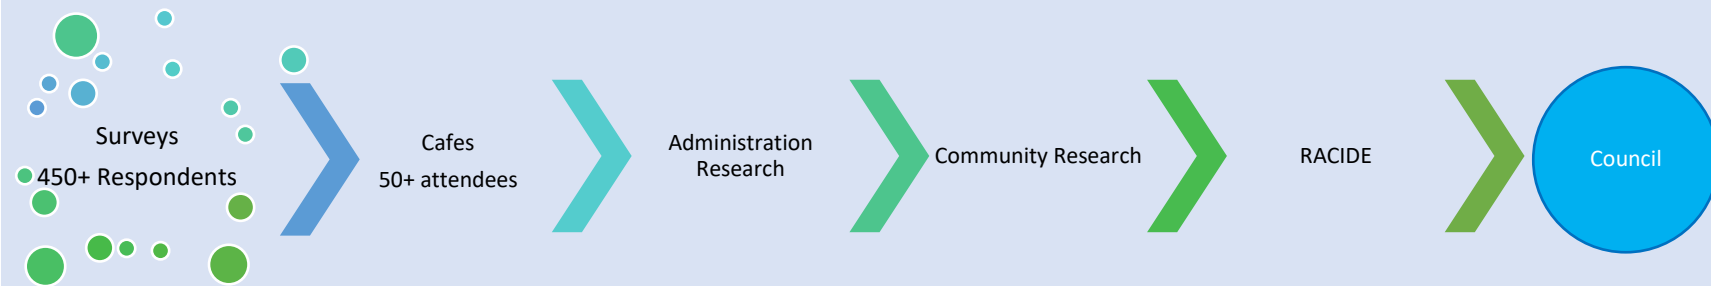 Surveys
450+ Respondents
Cafes
50+ attendees
Administration
Research
Community Research
RACIDE
Council